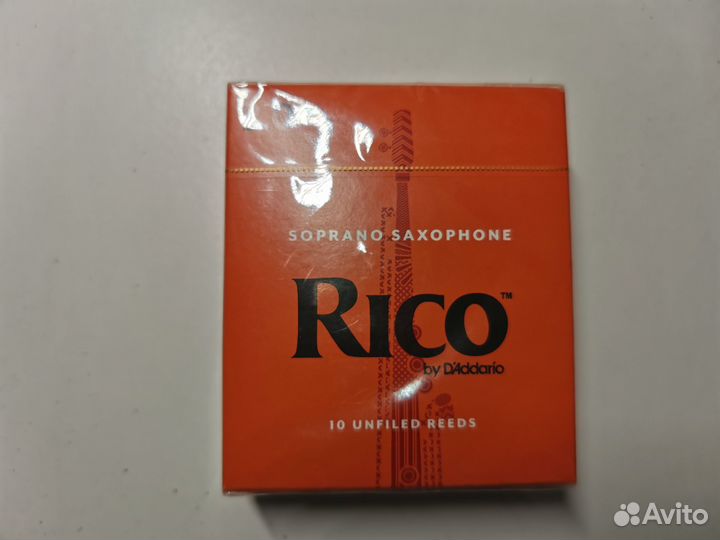 SOPRANO SAXOPHONE
RICO™
by D'Addario
10 UNFILED REEDS
Avito